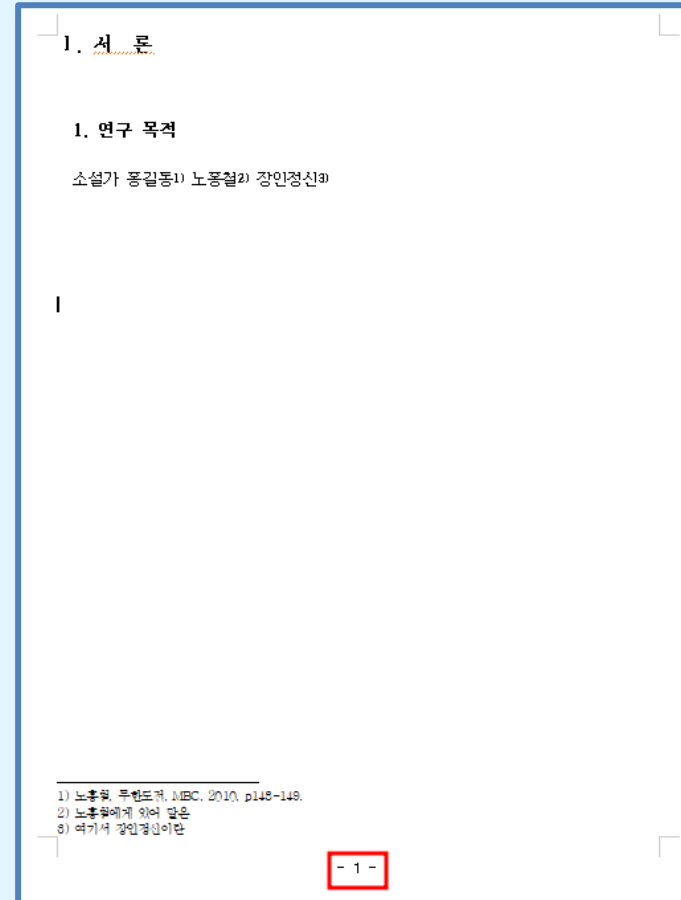 I. 서 론
1. 연구 목적
소설가 홍길동1) 노홍철2) 장인정신3)
1) 노홍철, 무한도전, MBC, 2010, p148-149.
2) 노홍철에게 있어 말은
3) 여기서 장인정신이란
- 1 -